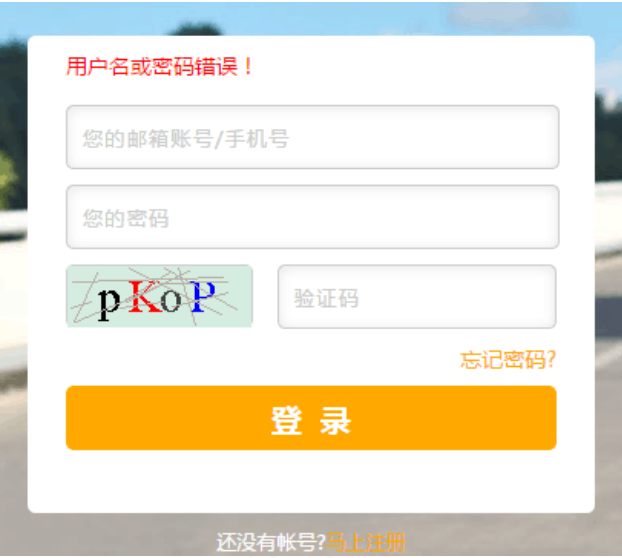 用户名或密码错误！
您的邮箱账号/手机号
您的密码
pKoP 验证码
忘记密码?
登 录
还没有帐号?马上注册